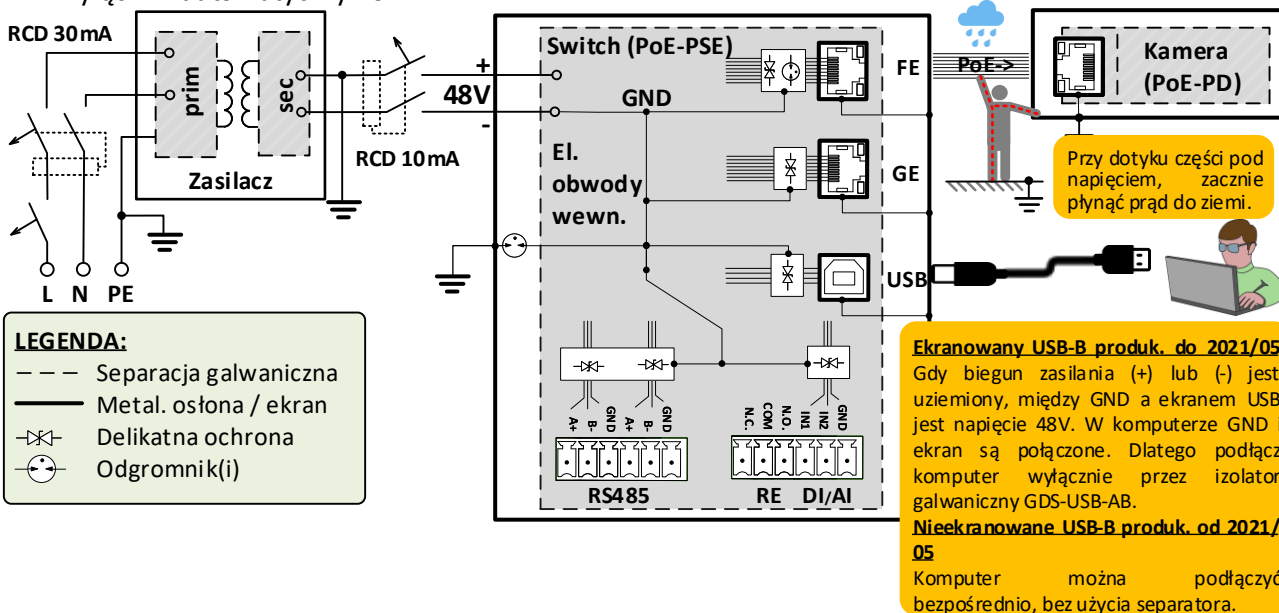 RCD 30mA
prim
sec
Zasilacz
L N PE
RCD 10mA
+
48V
-
Switch (PoE-PSE)
GND
El.
obwody
wewn.
FE
GE
USB
PoE->
Kamera
(PoE-PD)
Przy dotyku części pod
napięciem, zacznie
płynąć prąd do ziemi.
LEGENDA:
Separacja galwaniczna
Metal. osłona / ekran
Delikatna ochrona
Odgromnik(i)
A+ B- GND A+ B- GND
RS485
N.C. COM N.O. IN1 IN2 GND
RE DI/AI
Ekranowany USB-B produk. do 2021/05
Gdy biegun zasilania (+) lub (-) jest
uziemiony, między GND a ekranem USB
jest napięcie 48V. W komputerze GND i
ekran są połączone. Dlatego podłącz
komputer wyłącznie przez izolator
galwaniczny GDS-USB-AB.
Nieekranowane USB-B produk. od 2021/
05
Komputer można podłączyć
bezpośrednio, bez użycia separatora.